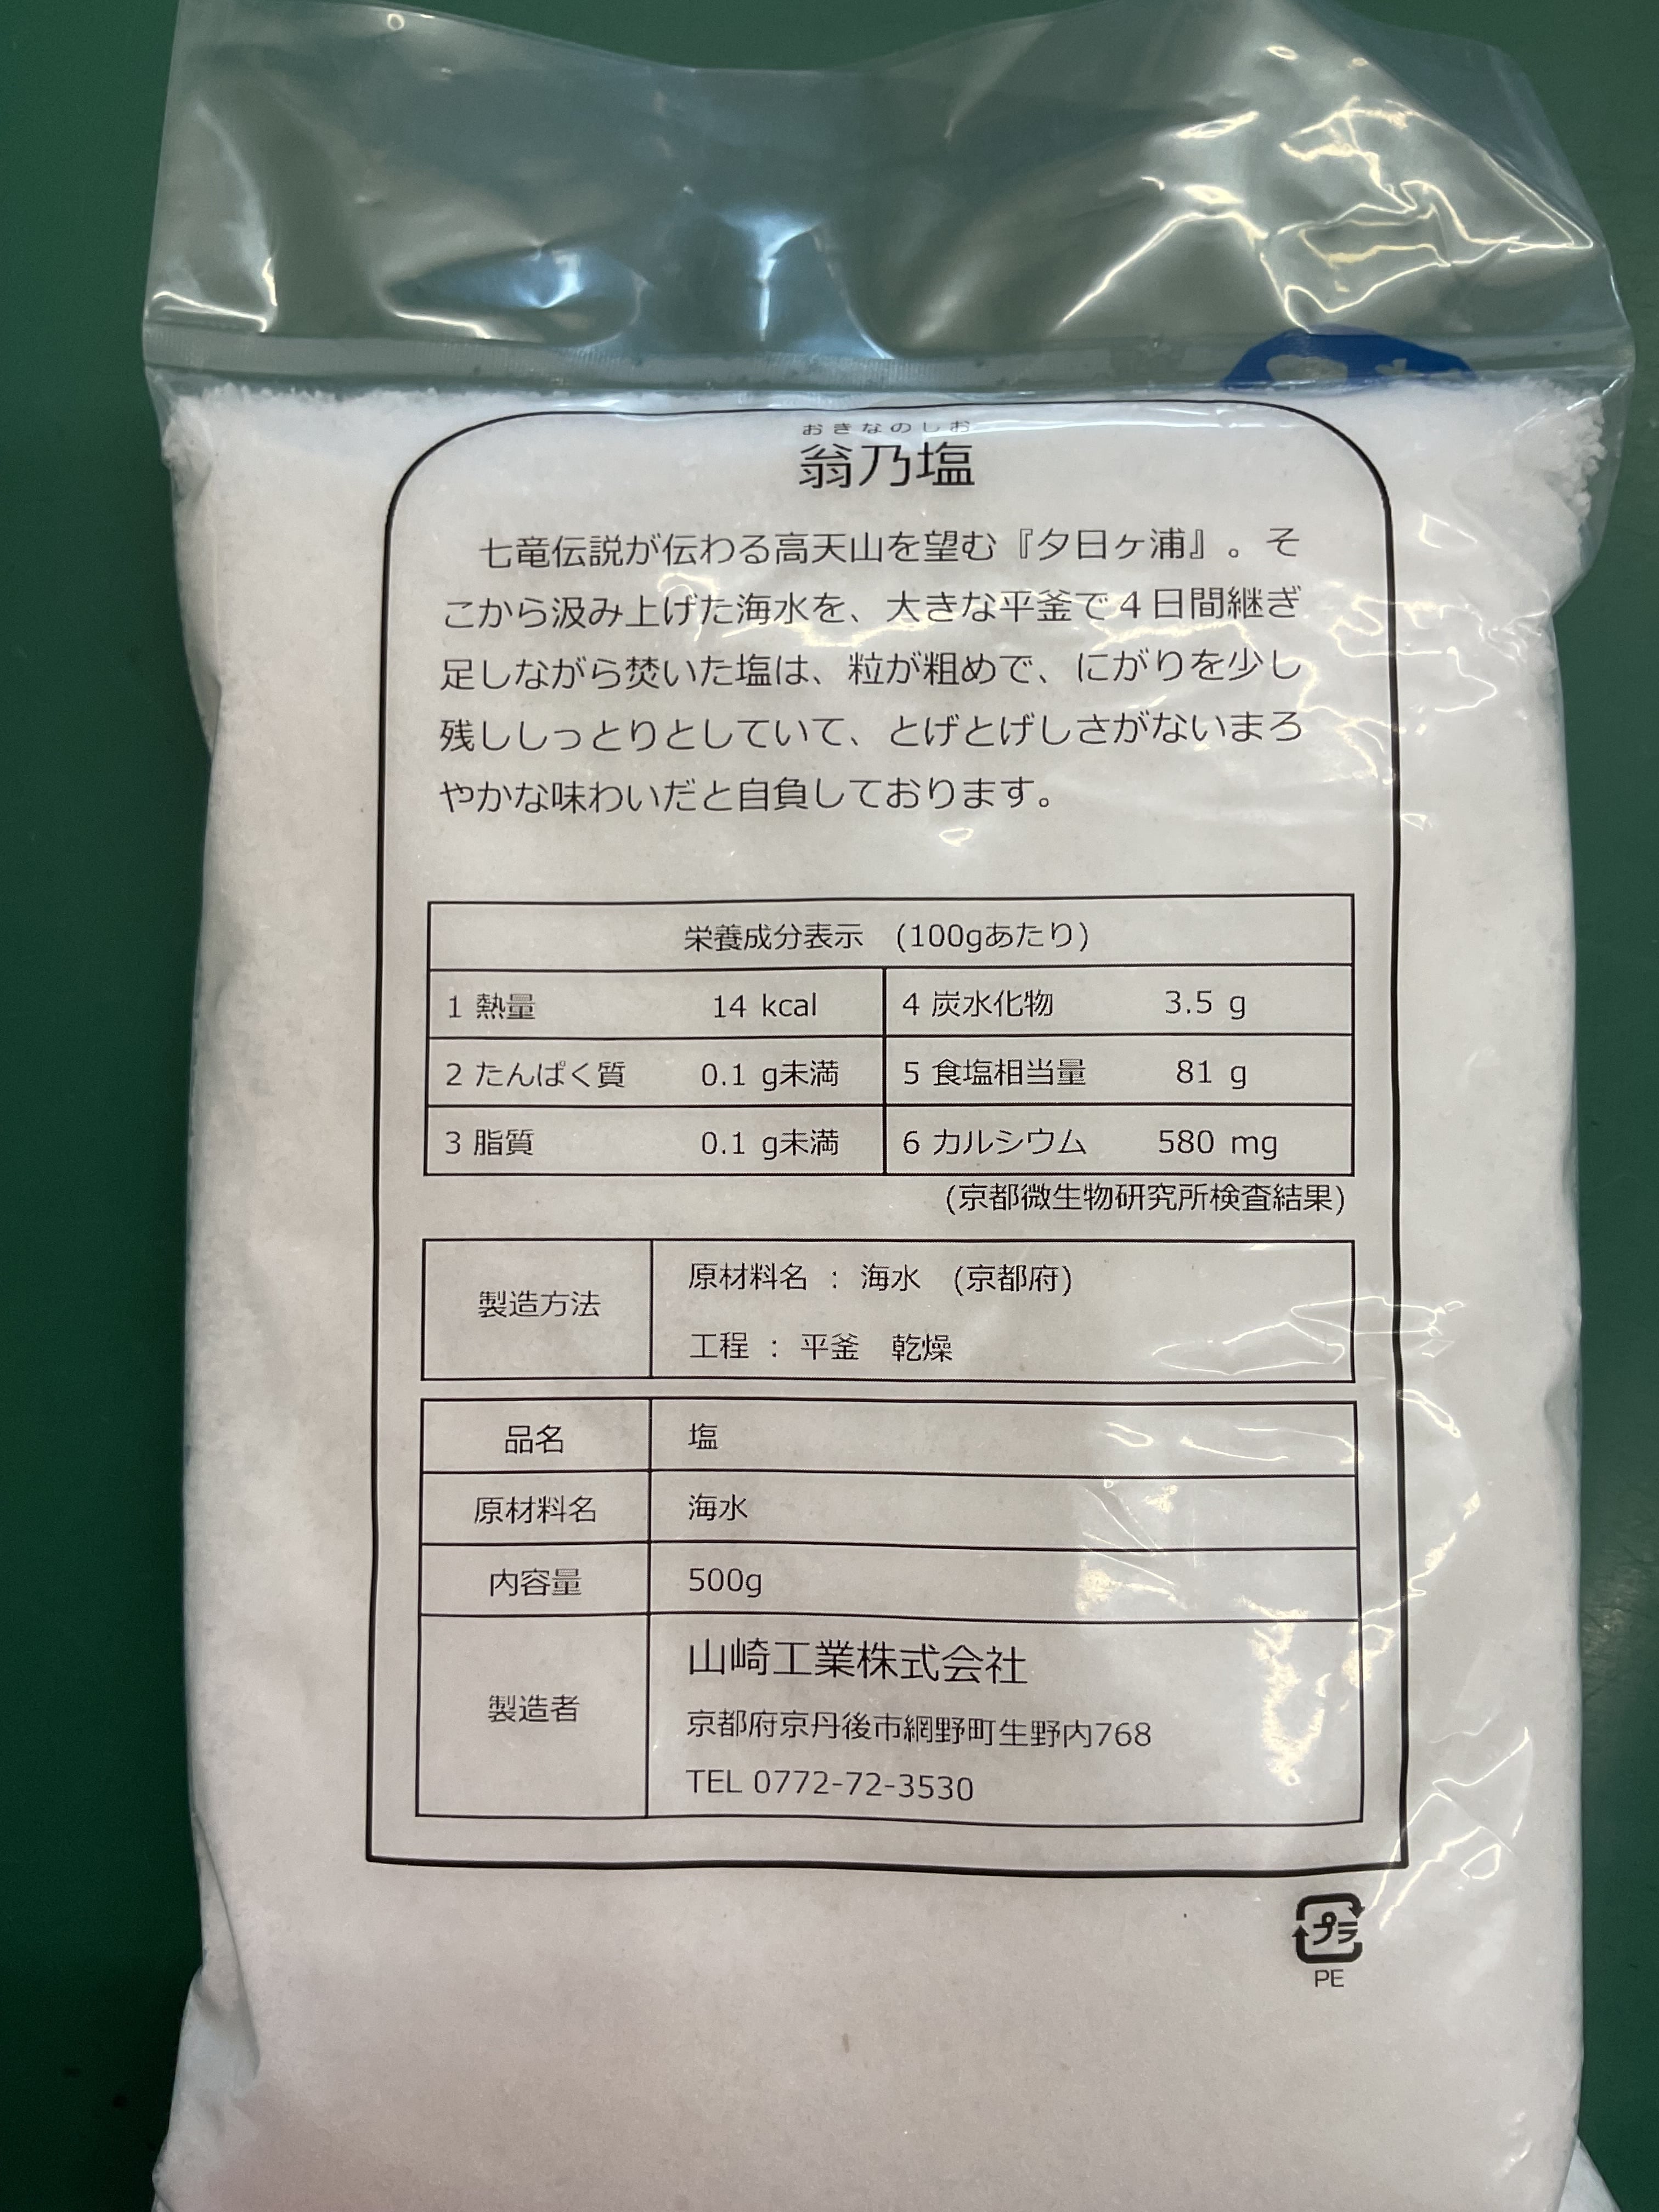 おきなのしお
翁乃塩
七竜伝説が伝わる高天山を望む『夕日ヶ浦』。そ
こから汲み上げた海水を、大きな平釜で４日間継ぎ
足しながら焚いた塩は、粒が粗めで、にがりを少し
残ししっとりとしていて、とげとげしさがないまろ
やかな味わいだと自負しております。
栄養成分表示 (100gあたり)
1 熱量 14 kcal 4 炭水化物 3.5 g
2 たんぱく質 0.1 g未満 5 食塩相当量 81 g
3 脂質 0.1 g未満 6 カルシウム 580 mg
(京都微生物研究所検査結果)
製造方法 原材料名 : 海水 (京都府)
工程 : 平釜 乾燥
品名 塩
原材料名 海水
内容量 500g
製造者 山崎工業株式会社
京都府京丹後市網野町生野内768
TEL 0772-72-3530
プラ
PE